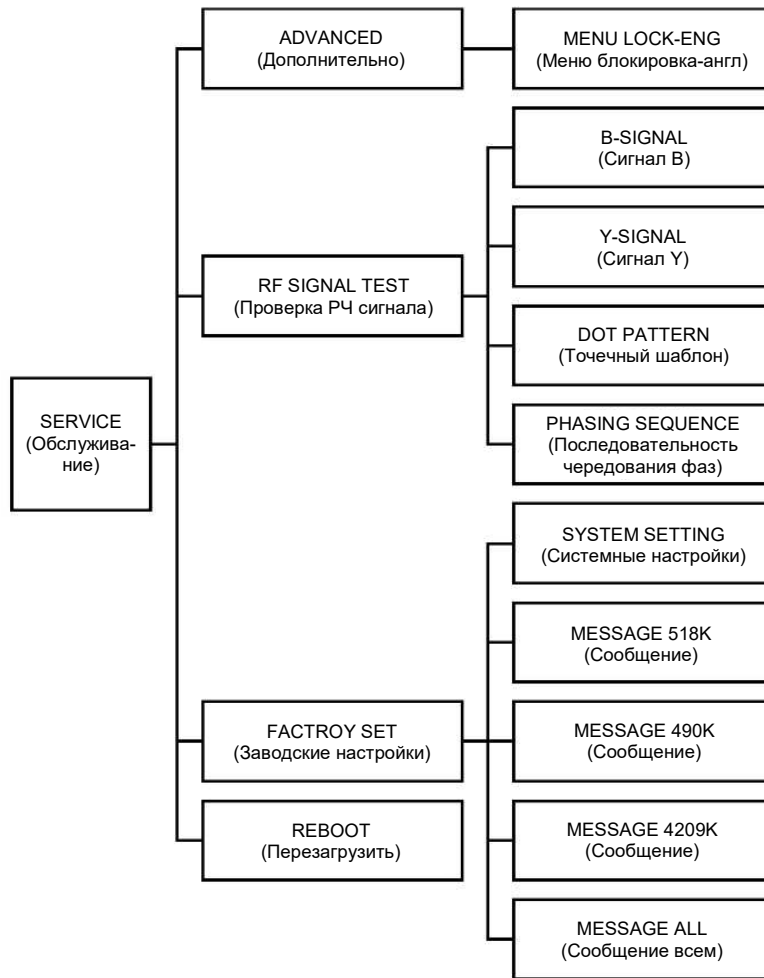 ADVANCED
(Дополнительно)
MENU LOCK-ENG
(Меню блокировка-англ)
B-SIGNAL
(Сигнал В)
Y-SIGNAL
(Сигнал Y)
RF SIGNAL TEST
(Проверка РЧ сигнала)
DOT PATTERN
(Точечный шаблон)
SERVICE
(Обслужива-
ние)
PHASING SEQUENCE
(Последовательность
чередования фаз)
SYSTEM SETTING
(Системные настройки)
MESSAGE 518K
(Сообщение)
FACTROY SET
(Заводские настройки)
MESSAGE 490K
(Сообщение)
REBOOT
(Перезагрузить)
MESSAGE 4209K
(Сообщение)
MESSAGE ALL
(Сообщение всем)